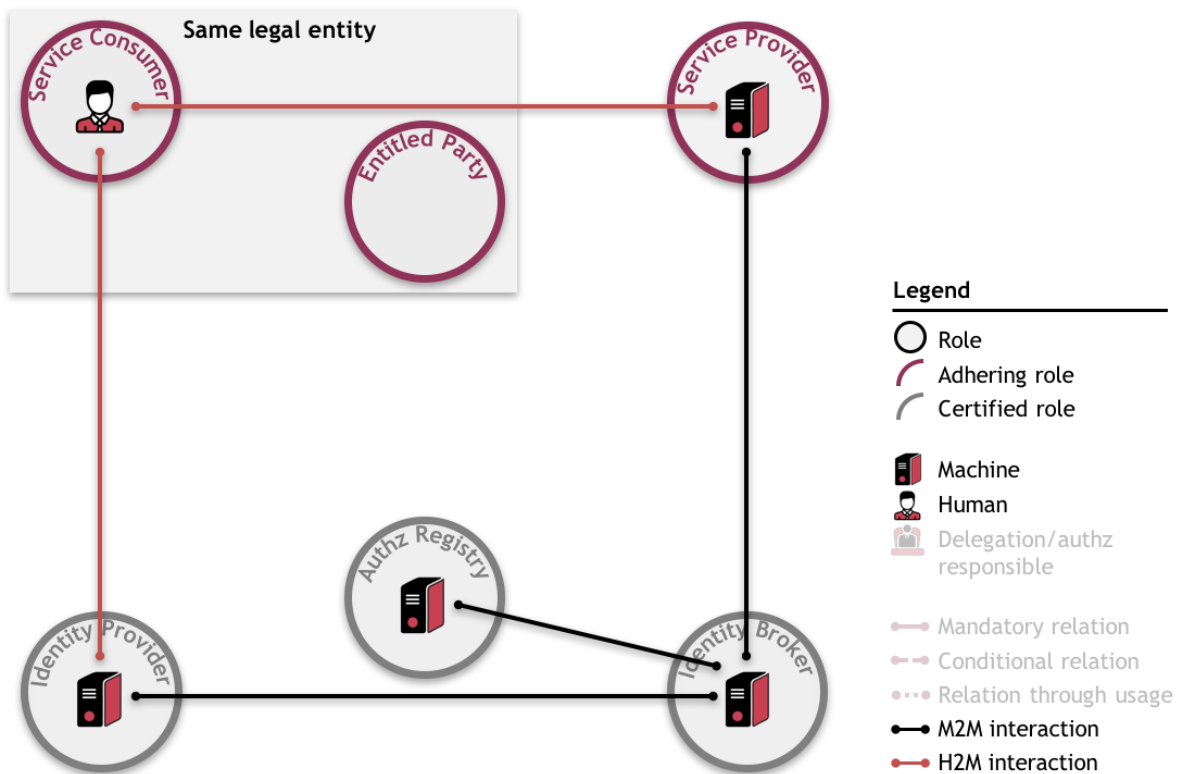 Same legal entity
Service Consumer
Service Provider
Entitled Party
Authz Registry
Identity Provider
Identity Broker
Legend
Role
Adhering role
Certified role
Machine
Human
Delegation/authz
responsible
Mandatory relation
Conditional relation
Relation through usage
M2M interaction
H2M interaction